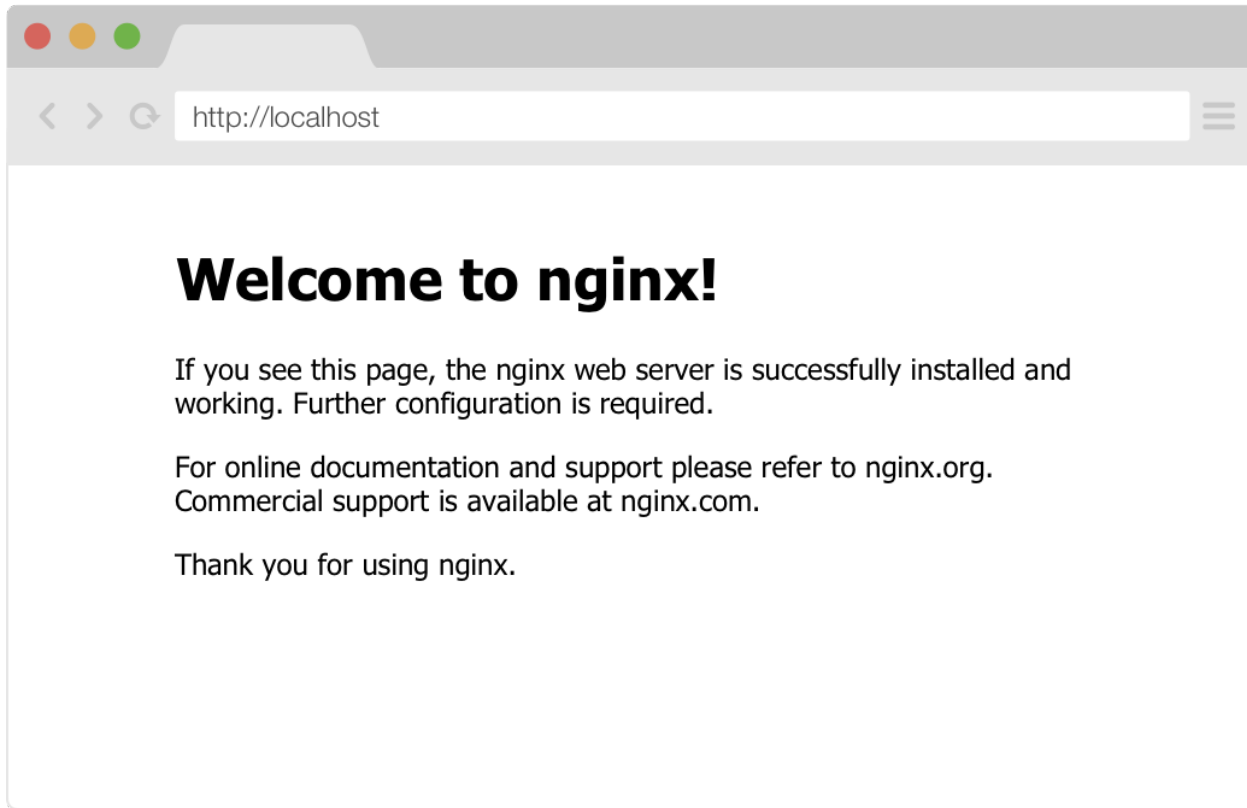 http://localhost
Welcome to nginx!
If you see this page, the nginx web server is successfully installed and
working. Further configuration is required.
For online documentation and support please refer to nginx.org.
Commercial support is available at nginx.com.
Thank you for using nginx.